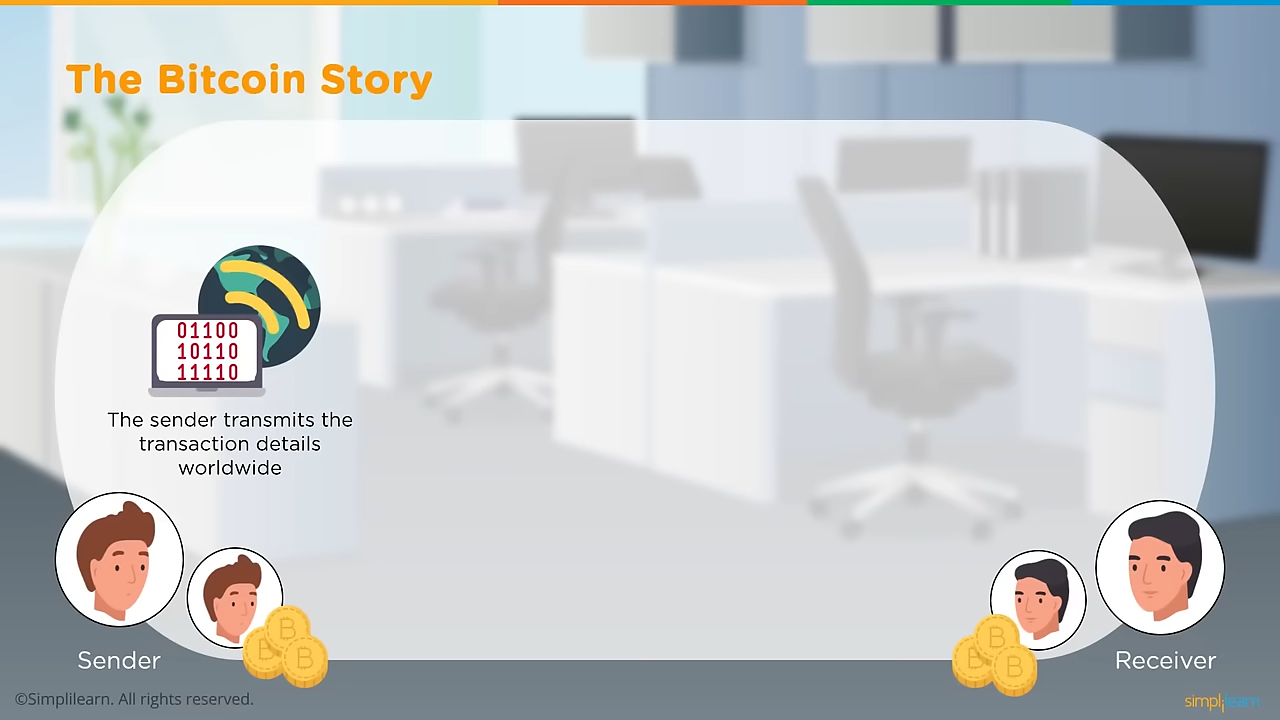 The Bitcoin Story
01100
10110
11110
The sender transmits the
transaction details
worldwide
B
B
B
B
B
B
Sender
Receiver
©Simplilearn. All rights reserved.
simplilearn